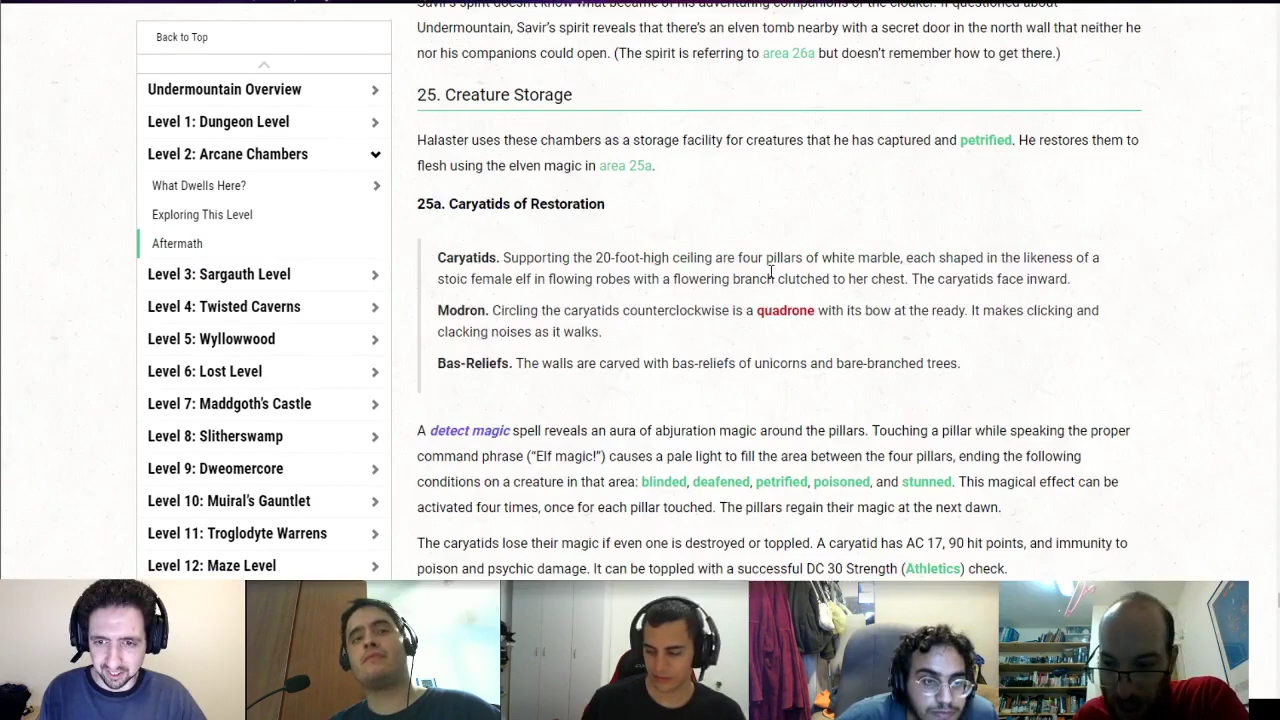 Savir's spirit doesn't know what became of his adventuring companions or the cloaker. If questioned about
Back to Top
Undermountain, Savir's spirit reveals that there's an elven tomb nearby with a secret door in the north wall that neither he
nor his companions could open. (The spirit is referring to area 26a but doesn't remember how to get there.)
Undermountain Overview
Level 1: Dungeon Level
Level 2: Arcane Chambers
What Dwells Here?
Exploring This Level
Aftermath
Level 3: Sargauth Level
Level 4: Twisted Caverns
Level 5: Wyllowwood
Level 6: Lost Level
Level 7: Maddgoth's Castle
Level 8: Slitherswamp
Level 9: Dweomercore
Level 10: Muiral's Gauntlet
Level 11: Troglodyte Warrens
Level 12: Maze Level
25. Creature Storage
Halaster uses these chambers as a storage facility for creatures that he has captured and petrified. He restores them to
flesh using the elven magic in area 25a.
25a. Caryatids of Restoration
Caryatids. Supporting the 20-foot-high ceiling are four pillars of white marble, each shaped in the likeness of a
stoic female elf in flowing robes with a flowering branch clutched to her chest. The caryatids face inward.
Modron. Circling the caryatids counterclockwise is a quadrone with its bow at the ready. It makes clicking and
clacking noises as it walks.
Bas-Reliefs. The walls are carved with bas-reliefs of unicorns and bare-branched trees.
A detect magic spell reveals an aura of abjuration magic around the pillars. Touching a pillar while speaking the proper
command phrase (“Elf magic!”) causes a pale light to fill the area between the four pillars, ending the following
conditions on a creature in that area: blinded, deafened, petrified, poisoned, and stunned. This magical effect can be
activated four times, once for each pillar touched. The pillars regain their magic at the next dawn.
The caryatids lose their magic if even one is destroyed or toppled. A caryatid has AC 17, 90 hit points, and immunity to
poison and psychic damage. It can be toppled with a successful DC 30 Strength (Athletics) check.